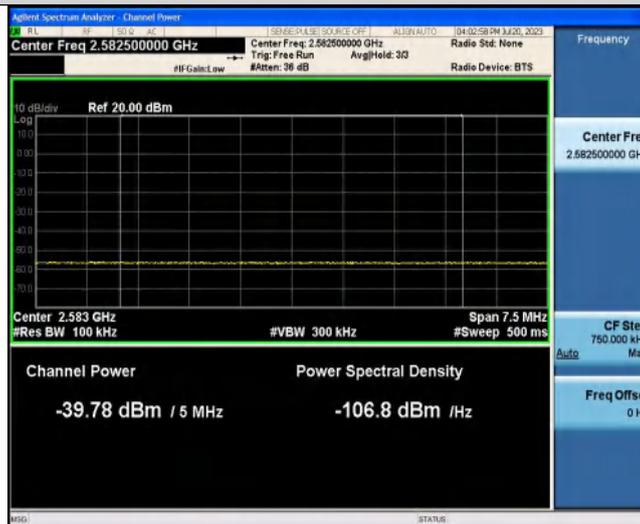 Agilent Spectrum Analyzer - Channel Power
RL RF 50 Ω AC SENSE:PULSE SOURCE OFF ALIGN AUTO 04:02:58 PM Jul 20, 2023
Center Freq 2.582500000 GHz Center Freq: 2.582500000 GHz Radio Std: None
Trig: Free Run Avg|Hold: 3/3
#IFGain:Low #Atten: 36 dB Radio Device: BTS
10 dB/div Ref 20.00 dBm
Log
10.0
0.00
-10.0
-20.0
-30.0
-40.0
-50.0
-60.0
-70.0
Center 2.583 GHz Span 7.5 MHz
#Res BW 100 kHz #VBW 300 kHz #Sweep 500 ms
Channel Power Power Spectral Density
-39.78 dBm / 5 MHz -106.8 dBm /Hz
MSG STATUS
Frequency
Center Fre
2.582500000 GH
CF Ste
750.000 kH
Auto Ma
Freq Offs
0 H